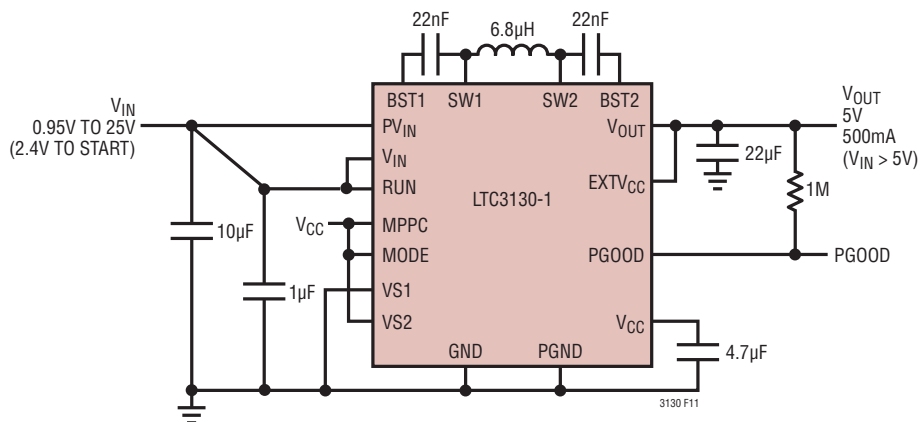 22nF
6.8µH
22nF
BST1
SW1
SW2
BST2
VIN
0.95V TO 25V
(2.4V TO START)
PVIN
VIN
RUN
VCC
MPPC
MODE
VS1
VS2
LTC3130-1
GND
PGND
VOUT
EXTVCC
PGOOD
VCC
VOUT
5V
500mA
(VIN > 5V)
22µF
1M
PGOOD
10µF
1µF
4.7µF
3130 F11